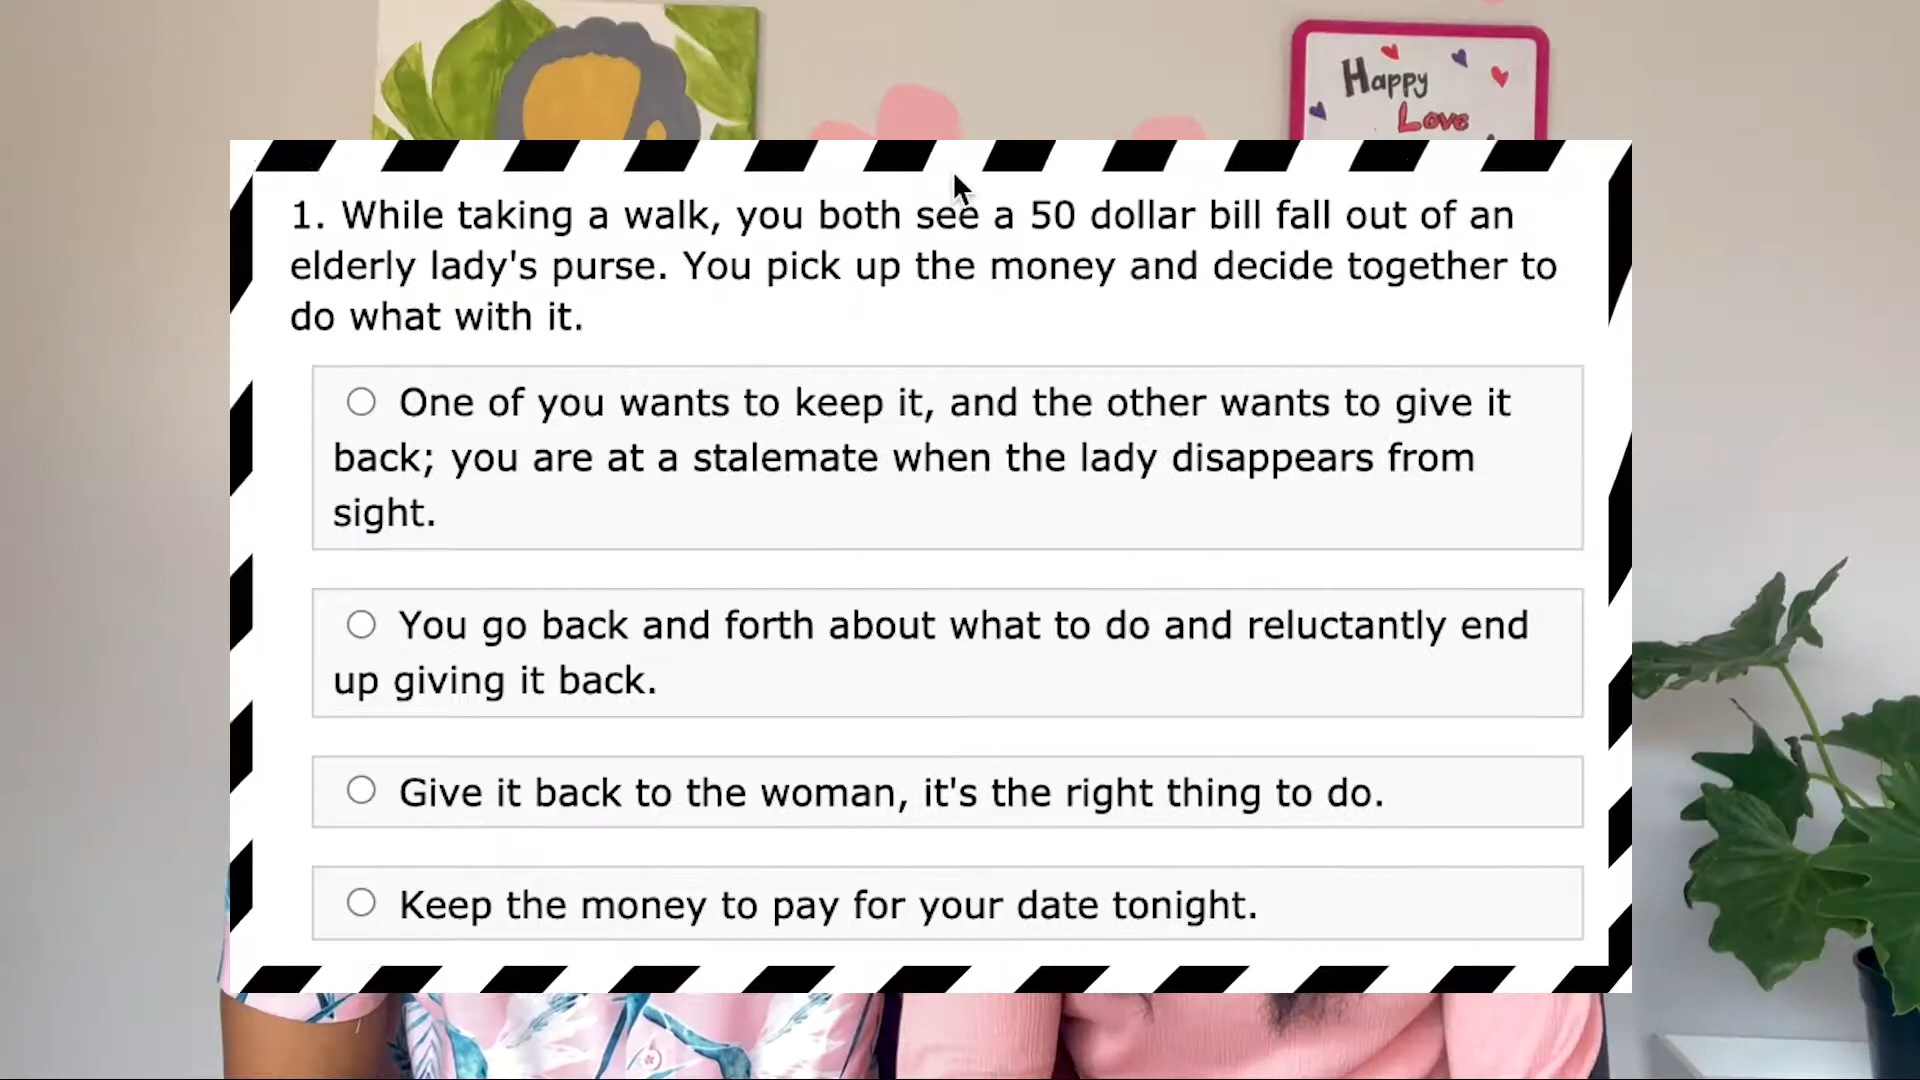 Happy
Love
1. While taking a walk, you both see a 50 dollar bill fall out of an
elderly lady's purse. You pick up the money and decide together to
do what with it.
One of you wants to keep it, and the other wants to give it
back; you are at a stalemate when the lady disappears from
sight.
You go back and forth about what to do and reluctantly end
up giving it back.
Give it back to the woman, it's the right thing to do.
Keep the money to pay for your date tonight.